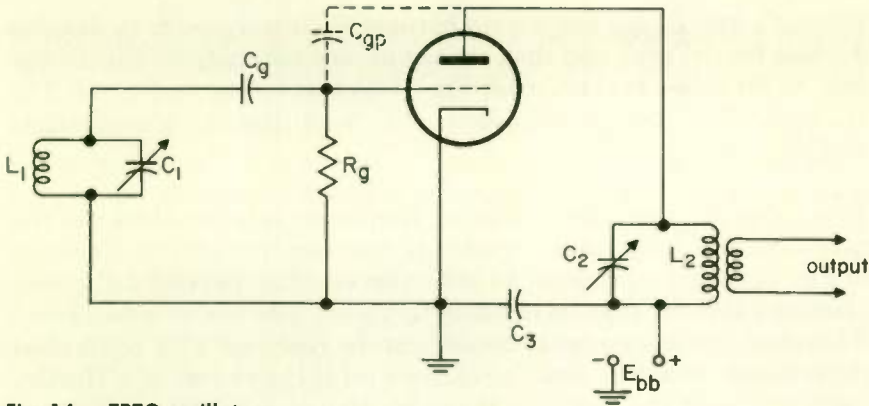 Cgp
Cg
L1
C1
Rg
C2
L2
output
C3
- +
Ebb
Fig. 14 TPTG oscillator